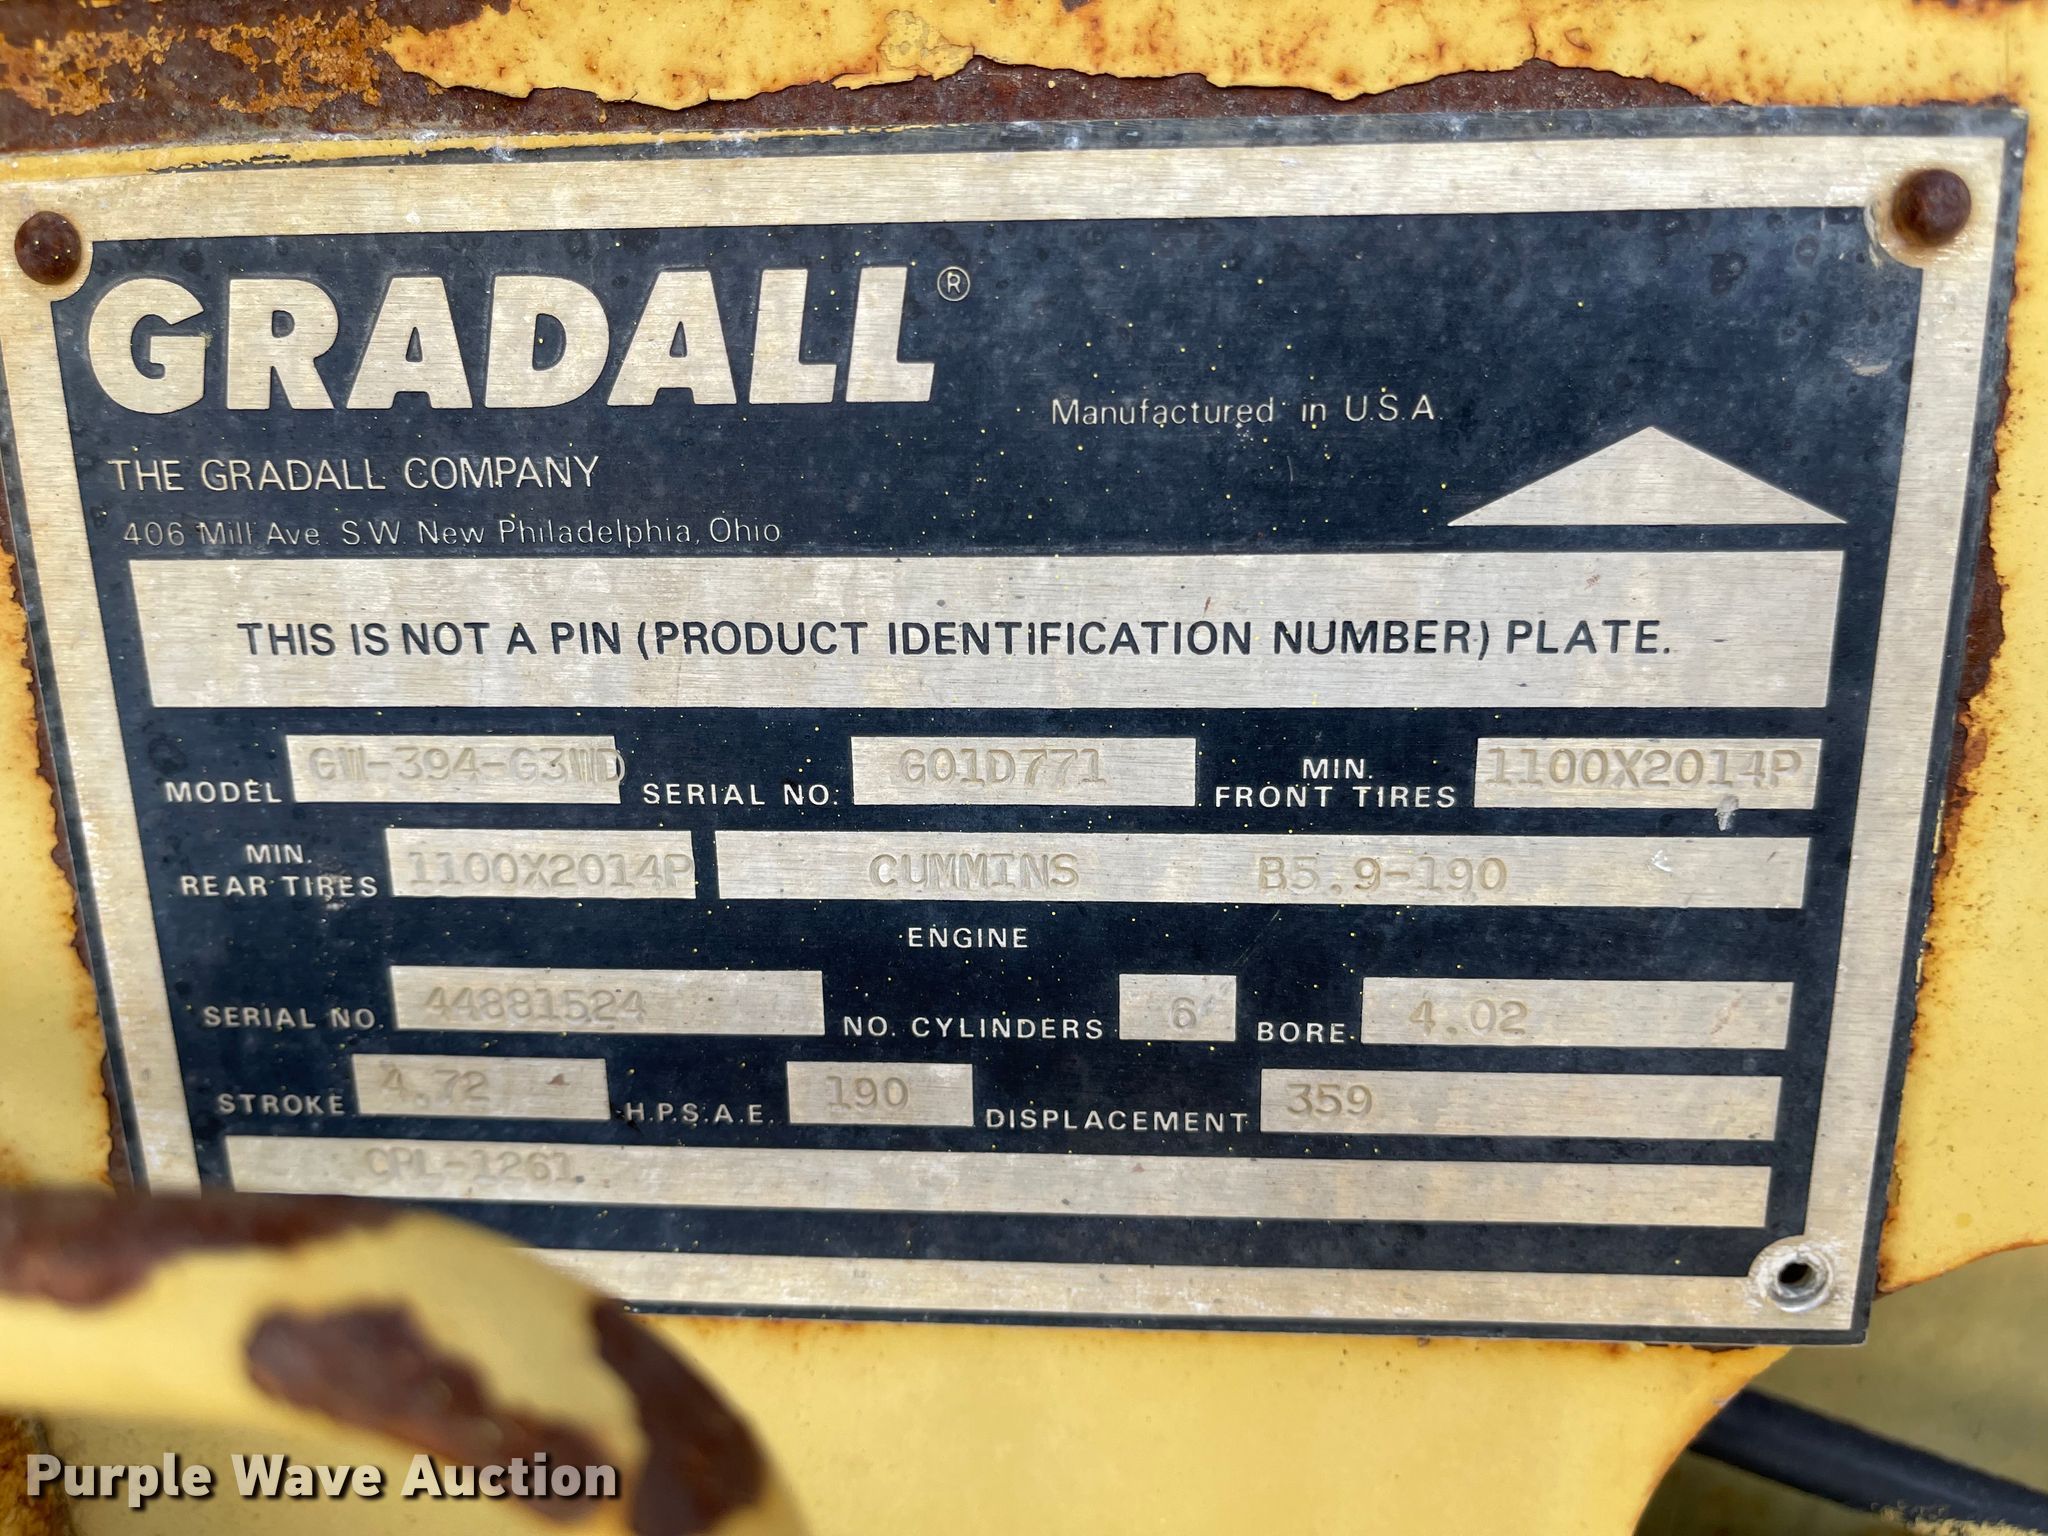 GRADALL®
Manufactured in U.S.A.
THE GRADALL COMPANY
406 Mill Ave. S.W. New Philadelphia, Ohio
THIS IS NOT A PIN (PRODUCT IDENTIFICATION NUMBER) PLATE.
MODEL GW-394-G3WD SERIAL NO. G01D771 MIN. FRONT TIRES 1100X2014P
MIN. REAR TIRES 1100X2014P CUMMINS B5.9-190
ENGINE
SERIAL NO. 44881524 NO. CYLINDERS 6 BORE 4.02
STROKE 4.72 H.P.S.A.E. 190 DISPLACEMENT 359
CPL-1261
Purple Wave Auction